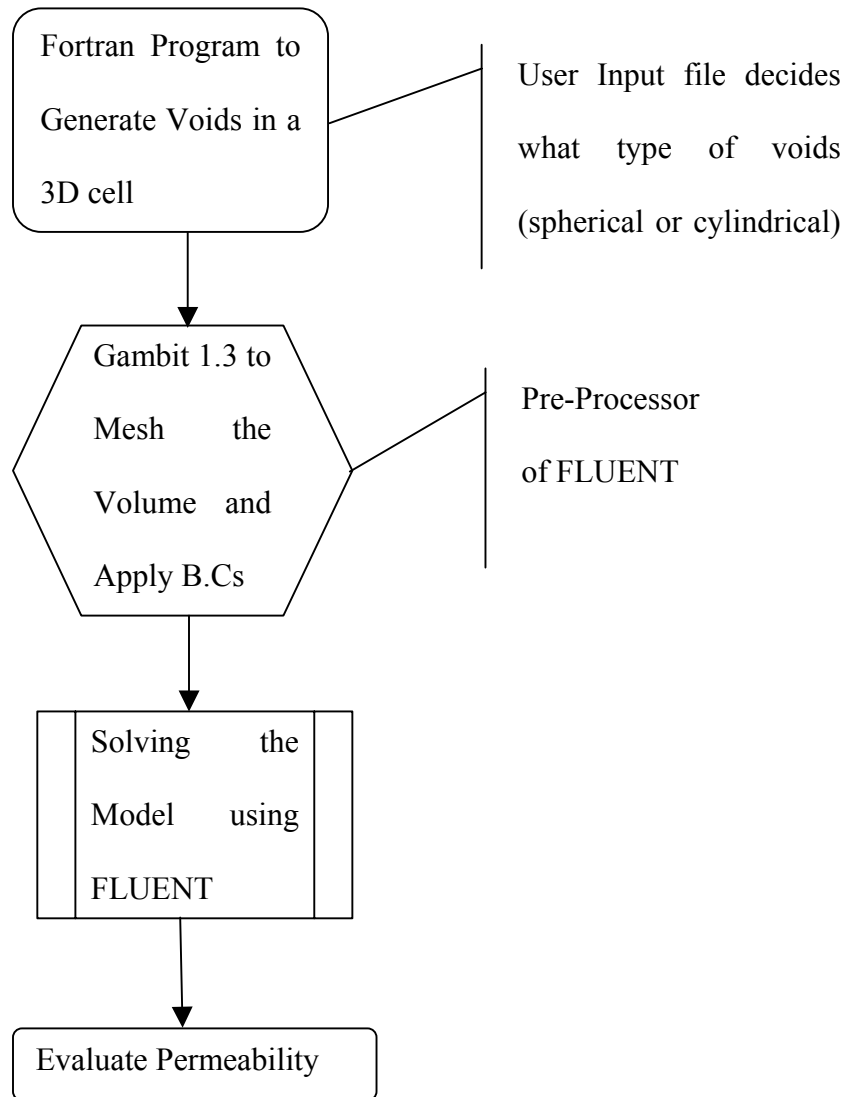 Fortran Program to
Generate Voids in a
3D cell
User Input file decides
what type of voids
(spherical or cylindrical)
Gambit 1.3 to
Mesh the
Volume and
Apply B.Cs
Pre-Processor
of FLUENT
Solving the
Model using
FLUENT
Evaluate Permeability